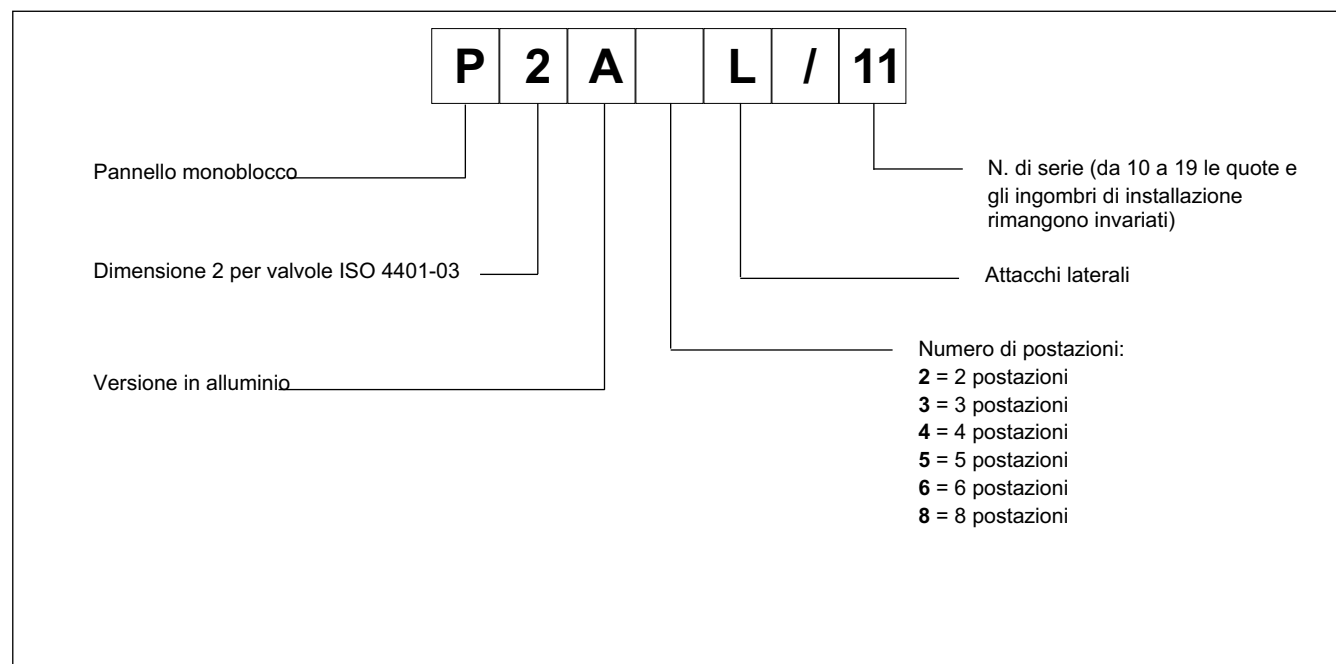 P 2 A L / 11
Pannello monoblocco
N. di serie (da 10 a 19 le quote e
gli ingombri di installazione
rimangono invariati)
Dimensione 2 per valvole ISO 4401-03
Attacchi laterali
Numero di postazioni:
2 = 2 postazioni
Versione in alluminio
3 = 3 postazioni
4 = 4 postazioni
5 = 5 postazioni
6 = 6 postazioni
8 = 8 postazioni